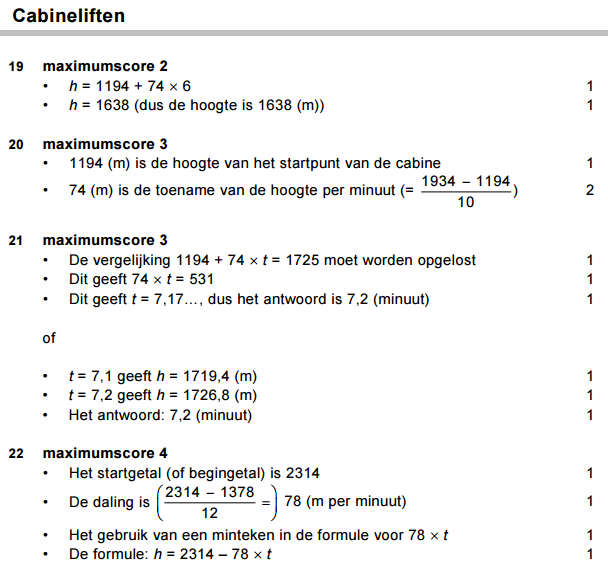 Cabineliften
19 maximumscore 2
• h = 1194 + 74 × 6 1
• h = 1638 (dus de hoogte is 1638 (m)) 1
20 maximumscore 3
• 1194 (m) is de hoogte van het startpunt van de cabine 1
• 74 (m) is de toename van de hoogte per minuut (= (1934 − 1194)/10) 2
21 maximumscore 3
• De vergelijking 1194 + 74 × t = 1725 moet worden opgelost 1
• Dit geeft 74 × t = 531 1
• Dit geeft t = 7,17…, dus het antwoord is 7,2 (minuut) 1
of
• t = 7,1 geeft h = 1719,4 (m) 1
• t = 7,2 geeft h = 1726,8 (m) 1
• Het antwoord: 7,2 (minuut) 1
22 maximumscore 4
• Het startgetal (of begingetal) is 2314 1
• De daling is ((2314 − 1378)/12 =) 78 (m per minuut) 1
• Het gebruik van een minteken in de formule voor 78 × t 1
• De formule: h = 2314 – 78 × t 1